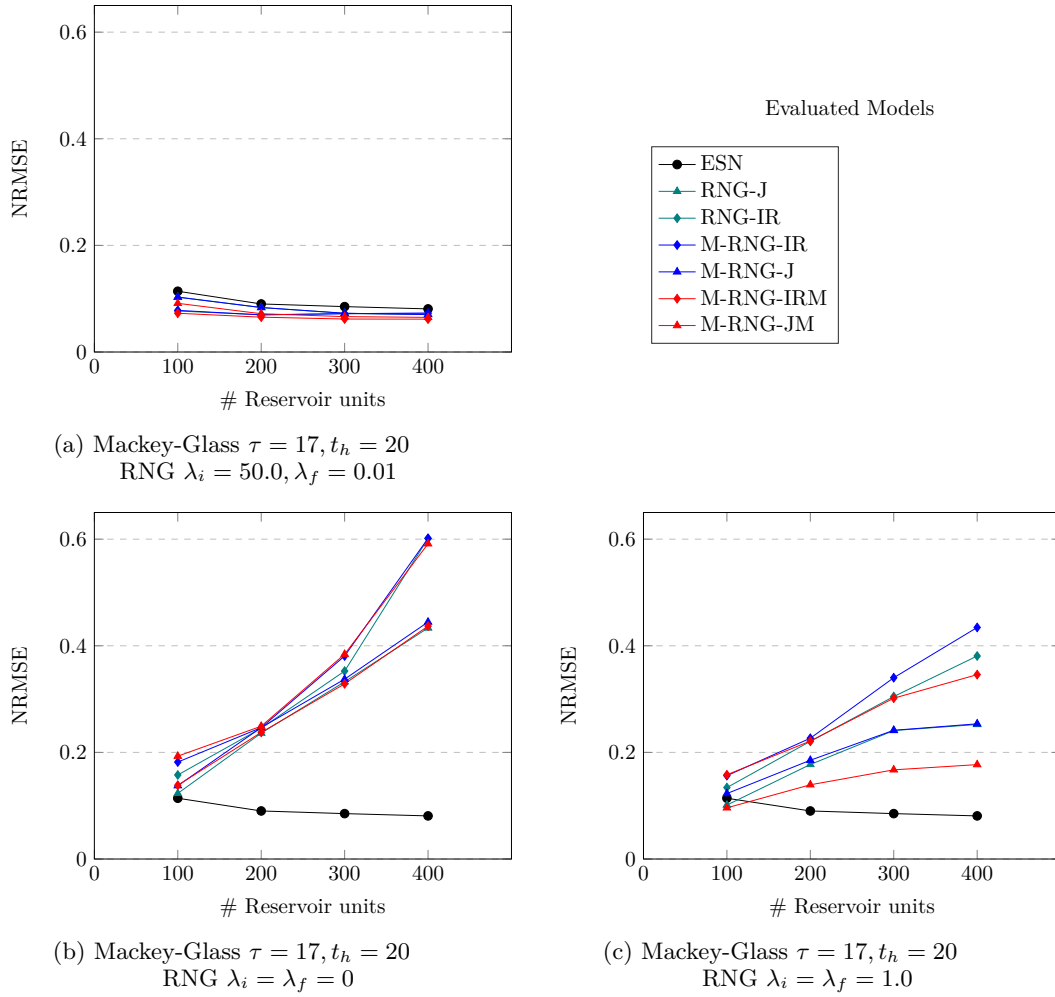 0.6
0.4
0.2
0
NRMSE
0 100 200 300 400
# Reservoir units
(a) Mackey-Glass τ = 17, t_h = 20
RNG λ_i = 50.0, λ_f = 0.01
Evaluated Models
ESN
RNG-J
RNG-IR
M-RNG-IR
M-RNG-J
M-RNG-IRM
M-RNG-JM
0.6
0.4
0.2
0
NRMSE
0 100 200 300 400
# Reservoir units
(b) Mackey-Glass τ = 17, t_h = 20
RNG λ_i = λ_f = 0
0.6
0.4
0.2
0
NRMSE
0 100 200 300 400
# Reservoir units
(c) Mackey-Glass τ = 17, t_h = 20
RNG λ_i = λ_f = 1.0